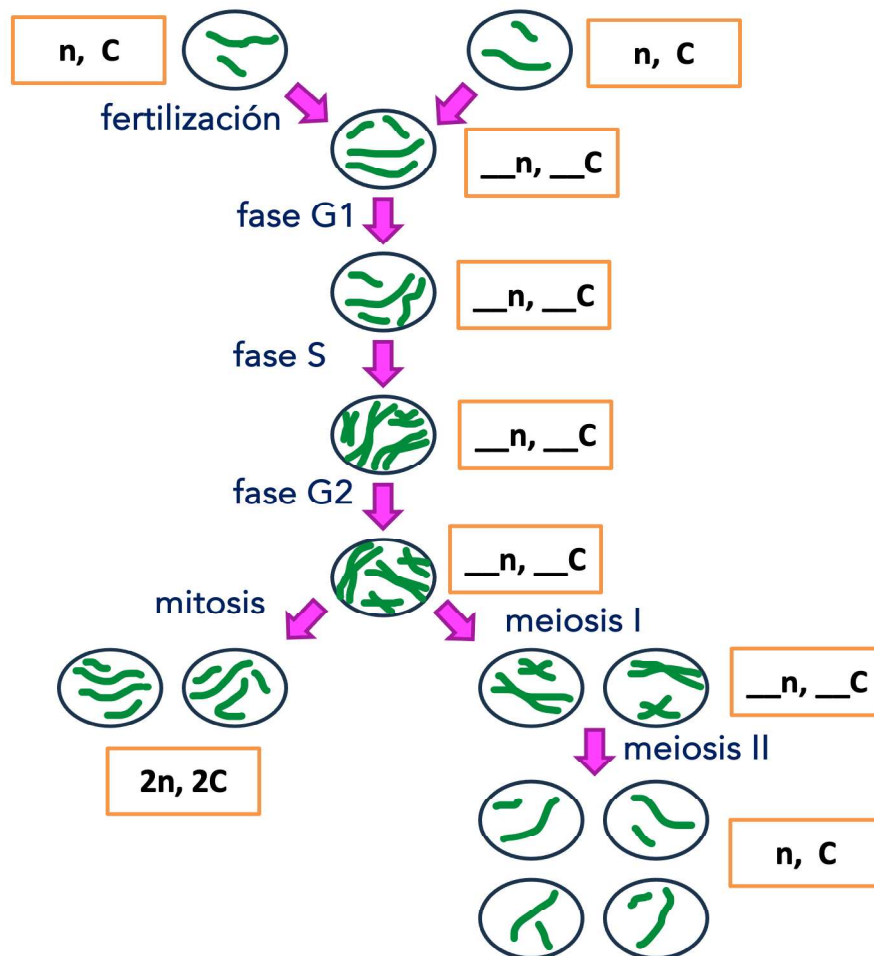 n, C
n, C
fertilización
__n, __C
fase G1
__n, __C
fase S
__n, __C
fase G2
__n, __C
mitosis
meiosis I
__n, __C
2n, 2C
meiosis II
n, C